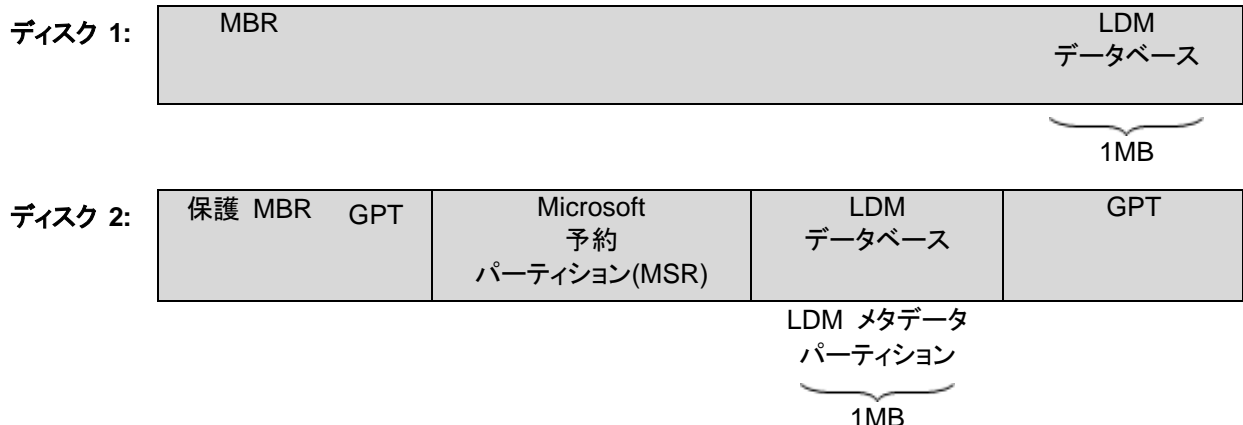 ディスク 1:
MBR
LDM
データベース
1MB
ディスク 2:
保護 MBR
GPT
Microsoft
予約
パーティション(MSR)
LDM
データベース
GPT
LDM メタデータ
パーティション
1MB